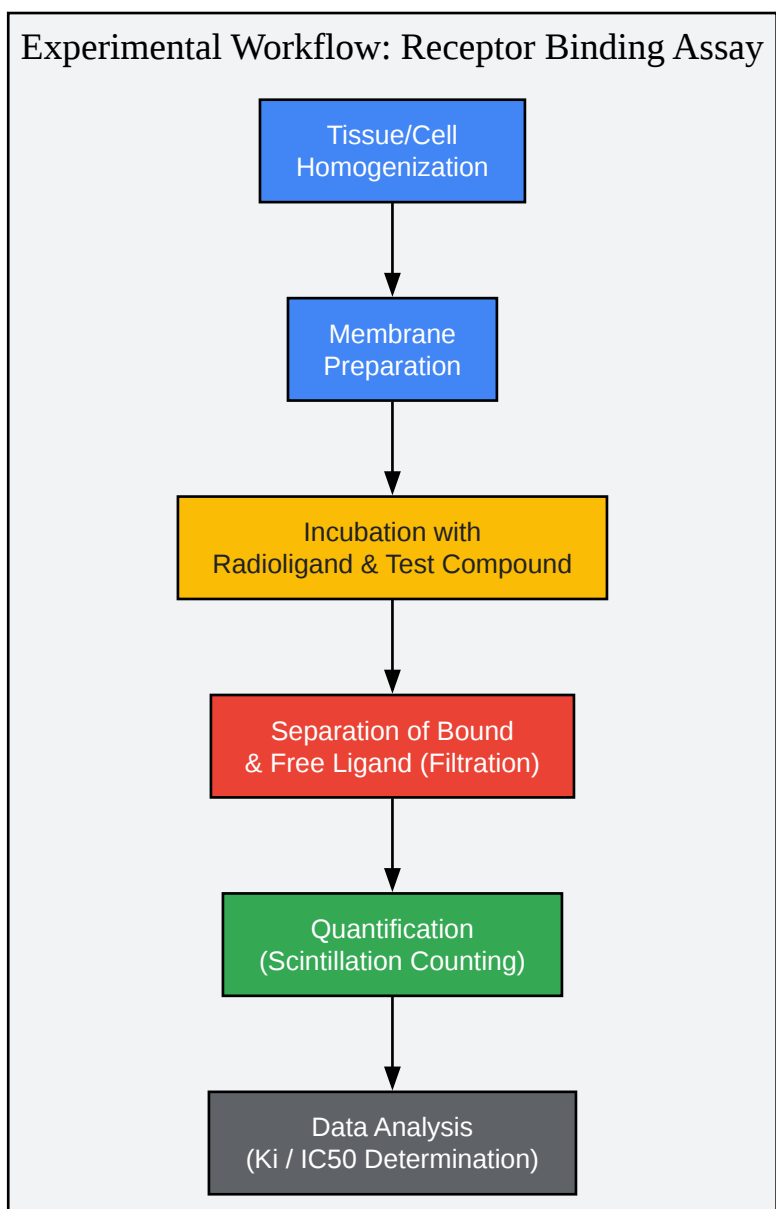 Experimental Workflow: Receptor Binding Assay
Tissue/Cell
Homogenization
Membrane
Preparation
Incubation with
Radioligand & Test Compound
Separation of Bound
& Free Ligand (Filtration)
Quantification
(Scintillation Counting)
Data Analysis
(Ki / IC50 Determination)